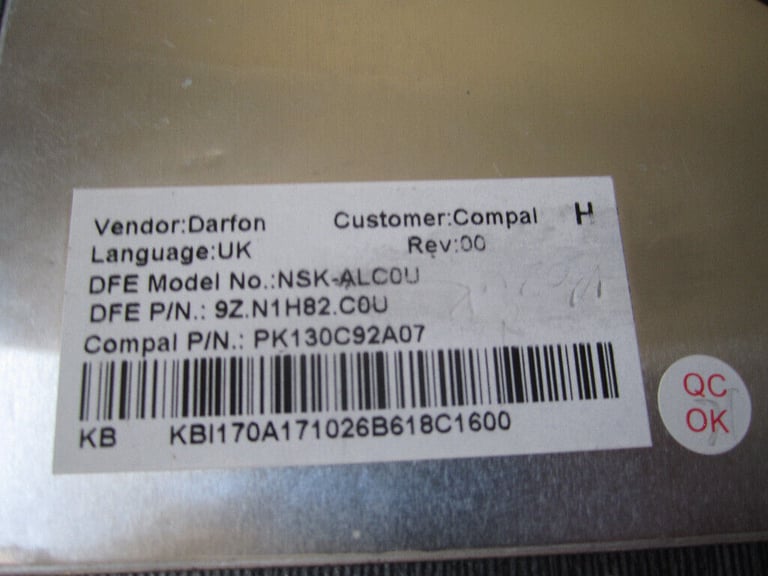 Vendor:Darfon Customer:Compal H
Language:UK Rev:00
DFE Model No.:NSK-ALC0U
DFE P/N.: 9Z.N1H82.C0U
Compal P/N.: PK130C92A07
KB KBI170A171026B618C1600
QC
OK